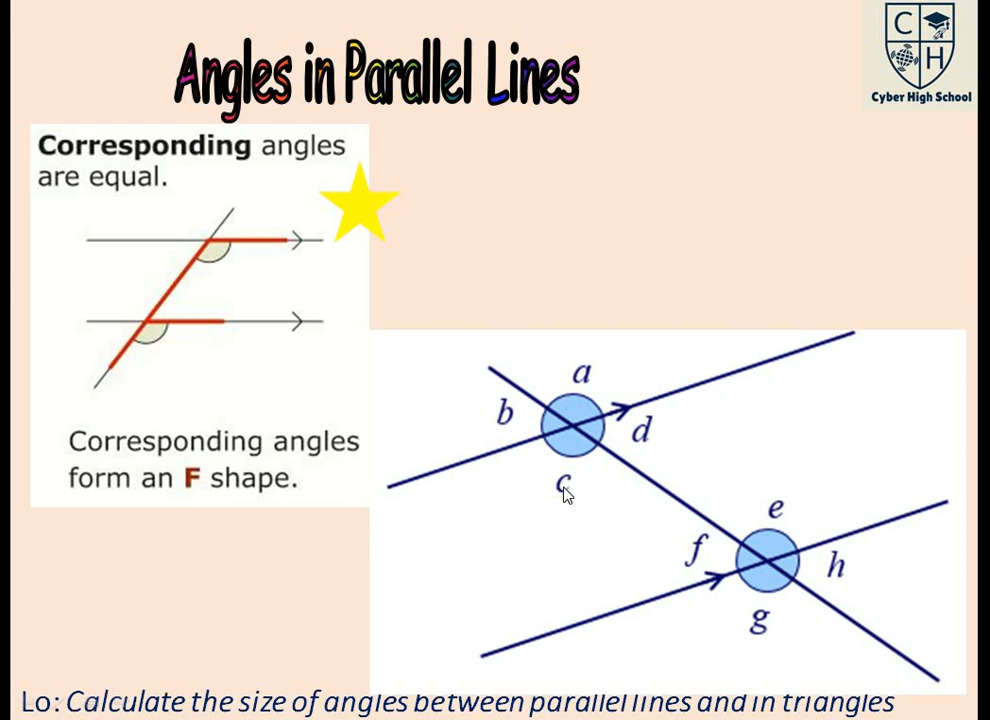 Angles in Parallel Lines
C
H
Cyber High School
Corresponding angles
are equal.
Corresponding angles
form an F shape.
a
b
d
c
e
f
h
g
Lo: Calculate the size of angles between parallel lines and in triangles